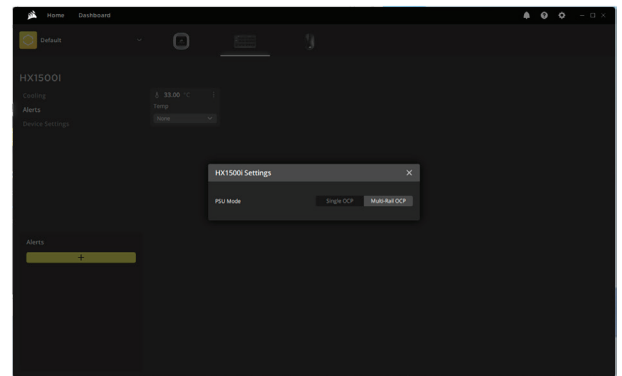 Home Dashboard
Default
HX1500I
Cooling
33.00 °C
Alerts
Temp
None
Device Settings
HX1500i Settings
PSU Mode Single OCP Multi-Rail OCP
Alerts
+